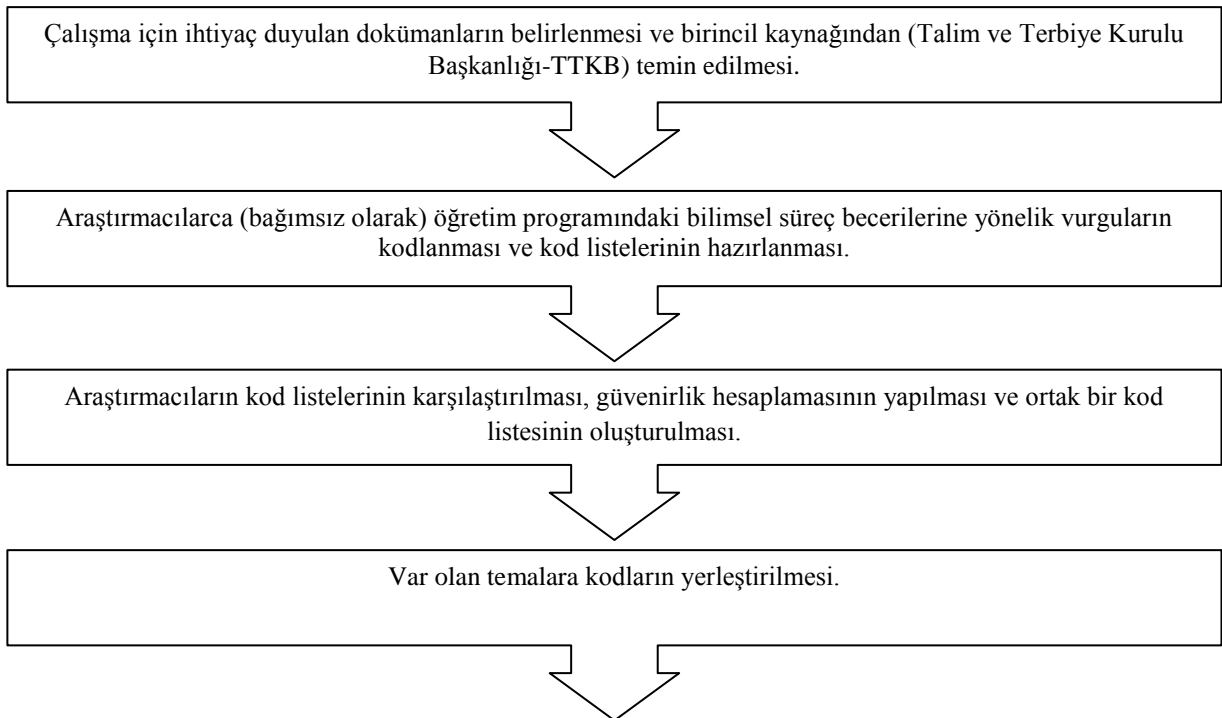 Çalışma için ihtiyaç duyulan dokümanların belirlenmesi ve birincil kaynağından (Talim ve Terbiye Kurulu
Başkanlığı-TTKB) temin edilmesi.
Araştırmacılarca (bağımsız olarak) öğretim programındaki bilimsel süreç becerilerine yönelik vurguların
kodlanması ve kod listelerinin hazırlanması.
Araştırmacıların kod listelerinin karşılaştırılması, güvenirlik hesaplamasının yapılması ve ortak bir kod
listesinin oluşturulması.
Var olan temalara kodların yerleştirilmesi.